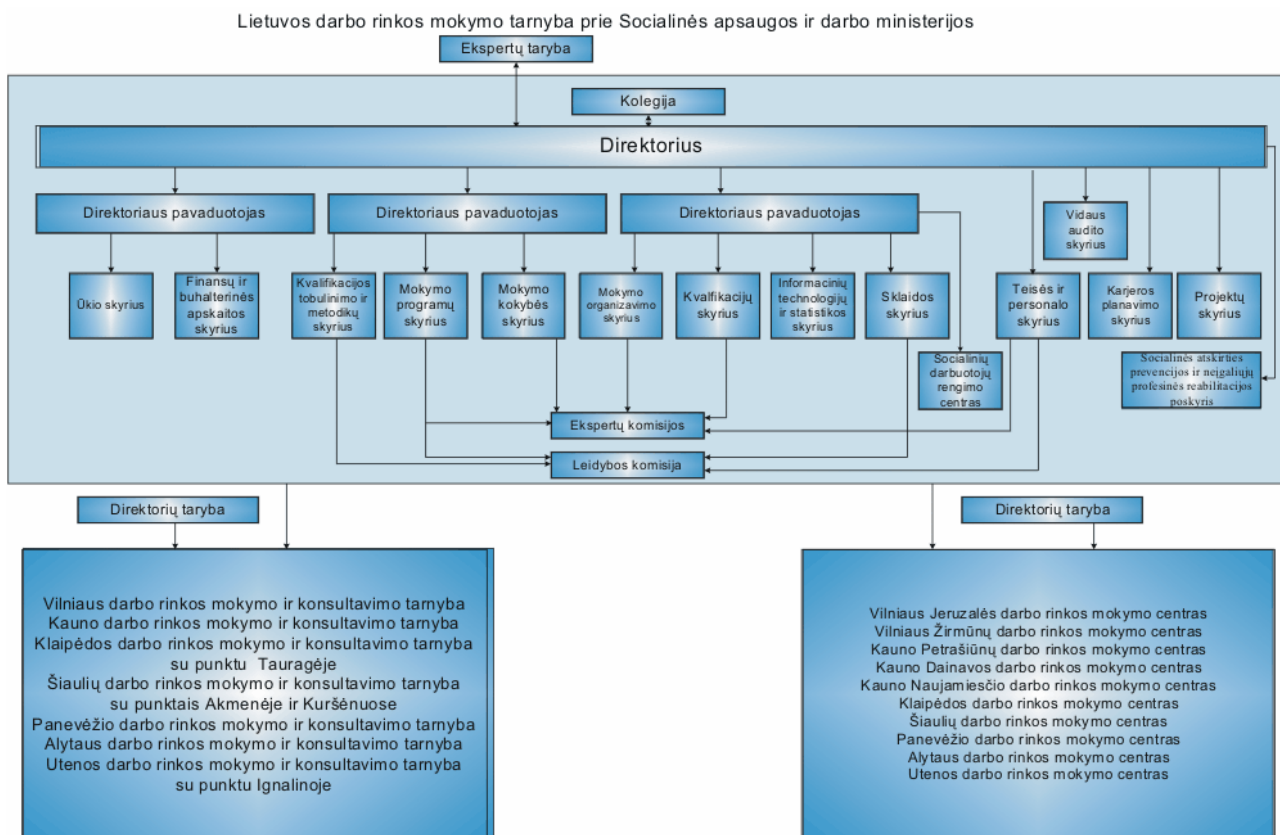 Lietuvos darbo rinkos mokymo tarnyba prie Socialinės apsaugos ir darbo ministerijos
Ekspertų taryba
Kolegija
Direktorius
Direktoriaus pavaduotojas
Direktoriaus pavaduotojas
Direktoriaus pavaduotojas
Vidaus
audito
skyrius
Ūkio skyrius
Finansų ir
buhalterinės
apskaitos
skyrius
Kvalifikacijos
tobulinimo ir
metodikų
skyrius
Mokymo
programų
skyrius
Mokymo
kokybės
skyrius
Mokymo
organizavimo
skyrius
Kvalfikacijų
skyrius
Informacinių
technologijų
ir statistikos
skyrius
Sklaidos
skyrius
Teisės ir
personalo
skyrius
Karjeros
planavimo
skyrius
Projektų
skyrius
Socialinių
darbuotojų
rengimo
centras
Socialinės atskirties
prevencijos ir neįgaliųjų
profesinės reabilitacijos
poskyris
Ekspertų komisijos
Leidybos komisija
Direktorių taryba
Direktorių taryba
Vilniaus darbo rinkos mokymo ir konsultavimo tarnyba
Kauno darbo rinkos mokymo ir konsultavimo tarnyba
Klaipėdos darbo rinkos mokymo ir konsultavimo tarnyba
su punktu Tauragėje
Šiaulių darbo rinkos mokymo ir konsultavimo tarnyba
su punktais Akmenėje ir Kuršėnuose
Panevėžio darbo rinkos mokymo ir konsultavimo tarnyba
Alytaus darbo rinkos mokymo ir konsultavimo tarnyba
Utenos darbo rinkos mokymo ir konsultavimo tarnyba
su punktu Ignalinoje
Vilniaus Jeruzalės darbo rinkos mokymo centras
Vilniaus Žirmūnų darbo rinkos mokymo centras
Kauno Petrašiūnų darbo rinkos mokymo centras
Kauno Dainavos darbo rinkos mokymo centras
Kauno Naujamiesčio darbo rinkos mokymo centras
Klaipėdos darbo rinkos mokymo centras
Šiaulių darbo rinkos mokymo centras
Panevėžio darbo rinkos mokymo centras
Alytaus darbo rinkos mokymo centras
Utenos darbo rinkos mokymo centras